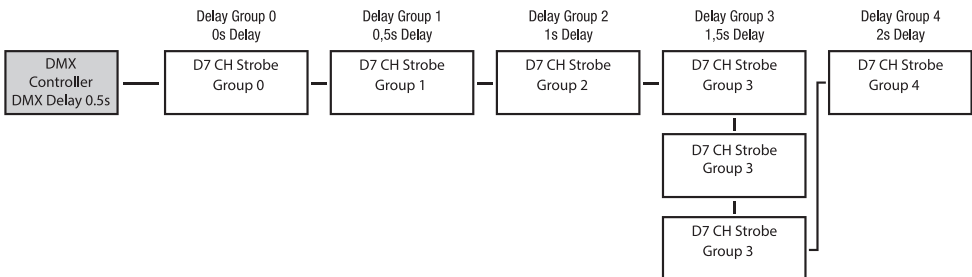 Delay Group 0
0s Delay
Delay Group 1
0,5s Delay
Delay Group 2
1s Delay
Delay Group 3
1,5s Delay
Delay Group 4
2s Delay
DMX
Controller
DMX Delay 0.5s
D7 CH Strobe
Group 0
D7 CH Strobe
Group 1
D7 CH Strobe
Group 2
D7 CH Strobe
Group 3
D7 CH Strobe
Group 4
D7 CH Strobe
Group 3
D7 CH Strobe
Group 3